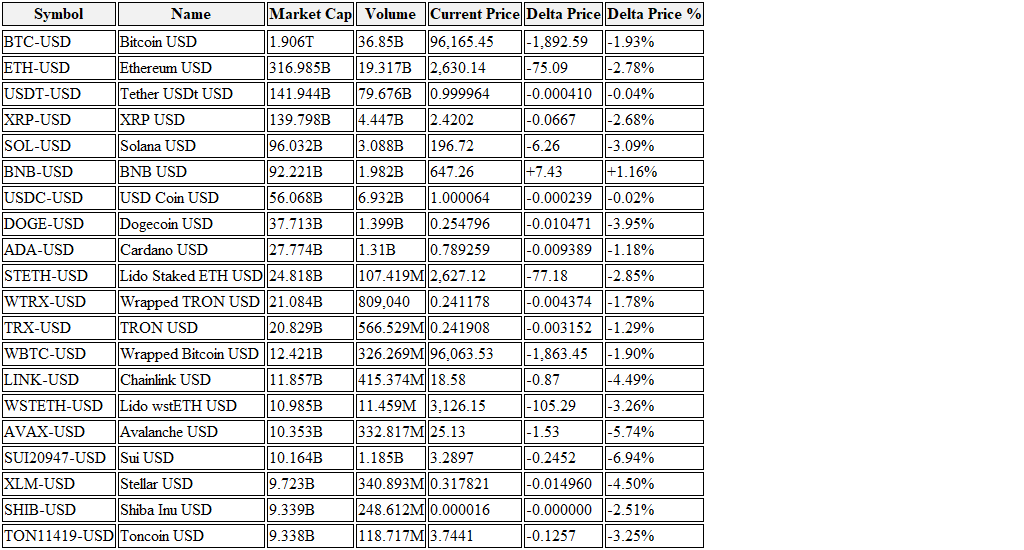 Symbol Name Market Cap Volume Current Price Delta Price Delta Price %
BTC-USD Bitcoin USD 1.906T 36.85B 96,165.45 -1,892.59 -1.93%
ETH-USD Ethereum USD 316.985B 19.317B 2,630.14 -75.09 -2.78%
USDT-USD Tether USDt USD 141.944B 79.676B 0.999964 -0.000410 -0.04%
XRP-USD XRP USD 139.798B 4.447B 2.4202 -0.0667 -2.68%
SOL-USD Solana USD 96.032B 3.088B 196.72 -6.26 -3.09%
BNB-USD BNB USD 92.221B 1.982B 647.26 +7.43 +1.16%
USDC-USD USD Coin USD 56.068B 6.932B 1.000064 -0.000239 -0.02%
DOGE-USD Dogecoin USD 37.713B 1.399B 0.254796 -0.010471 -3.95%
ADA-USD Cardano USD 27.774B 1.31B 0.789259 -0.009389 -1.18%
STETH-USD Lido Staked ETH USD 24.818B 107.419M 2,627.12 -77.18 -2.85%
WTRX-USD Wrapped TRON USD 21.084B 809,040 0.241178 -0.004374 -1.78%
TRX-USD TRON USD 20.829B 566.529M 0.241908 -0.003152 -1.29%
WBTC-USD Wrapped Bitcoin USD 12.421B 326.269M 96,063.53 -1,863.45 -1.90%
LINK-USD Chainlink USD 11.857B 415.374M 18.58 -0.87 -4.49%
WSTETH-USD Lido wstETH USD 10.985B 11.459M 3,126.15 -105.29 -3.26%
AVAX-USD Avalanche USD 10.353B 332.817M 25.13 -1.53 -5.74%
SUI20947-USD Sui USD 10.164B 1.185B 3.2897 -0.2452 -6.94%
XLM-USD Stellar USD 9.723B 340.893M 0.317821 -0.014960 -4.50%
SHIB-USD Shiba Inu USD 9.339B 248.612M 0.000016 -0.000000 -2.51%
TON11419-USD Toncoin USD 9.338B 118.717M 3.7441 -0.1257 -3.25%